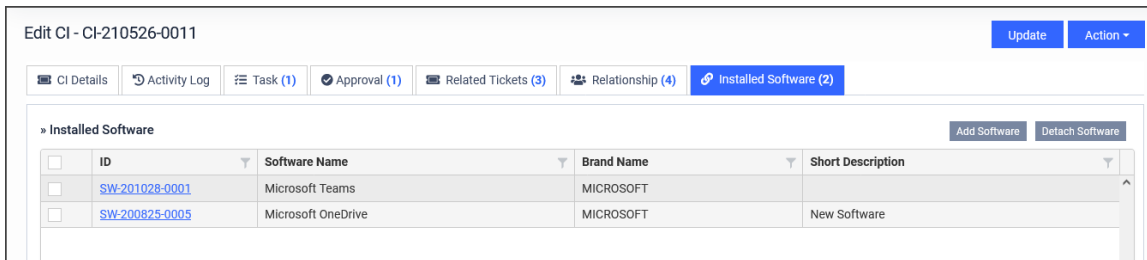 Edit CI - CI-210526-0011
Update Action
CI Details Activity Log Task (1) Approval (1) Related Tickets (3) Relationship (4) Installed Software (2)
» Installed Software
Add Software Detach Software
ID Software Name Brand Name Short Description
SW-201028-0001 Microsoft Teams MICROSOFT
SW-200825-0005 Microsoft OneDrive MICROSOFT New Software